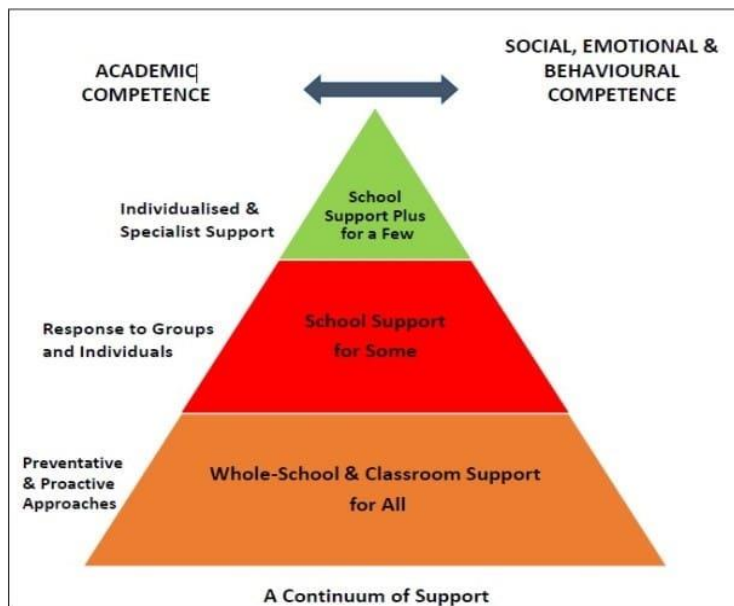 ACADEMIC
COMPETENCE
SOCIAL, EMOTIONAL &
BEHAVIOURAL
COMPETENCE
Individualised &
Specialist Support
School
Support Plus
for a Few
Response to Groups
and Individuals
School Support
for Some
Preventative
& Proactive
Approaches
Whole-School & Classroom Support
for All
A Continuum of Support